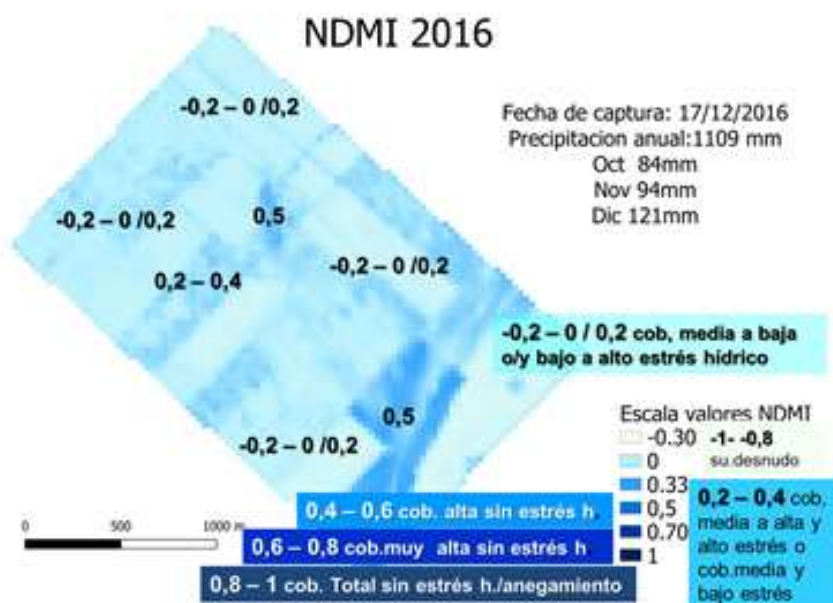 NDMI 2016
-0,2 – 0 /0,2
Fecha de captura: 17/12/2016
Precipitacion anual:1109 mm
Oct 84mm
Nov 94mm
Dic 121mm
-0,2 – 0 /0,2
0,5
-0,2 – 0 /0,2
0,2 – 0,4
-0,2 – 0 / 0,2 cob, media a baja
o/y bajo a alto estrés hídrico
0,5
-0,2 – 0 /0,2
Escala valores NDMI
-0.30 -1- -0,8
0 su.desnudo
0.33
0,5
0.70
1
0,2 – 0,4 cob,
media a alta y
alto estrés o
cob.media y
bajo estrés
0 500 1000 m
0,4 – 0,6 cob. alta sin estrés h.
0,6 – 0,8 cob.muy alta sin estrés h
0,8 – 1 cob. Total sin estrés h./anegamiento